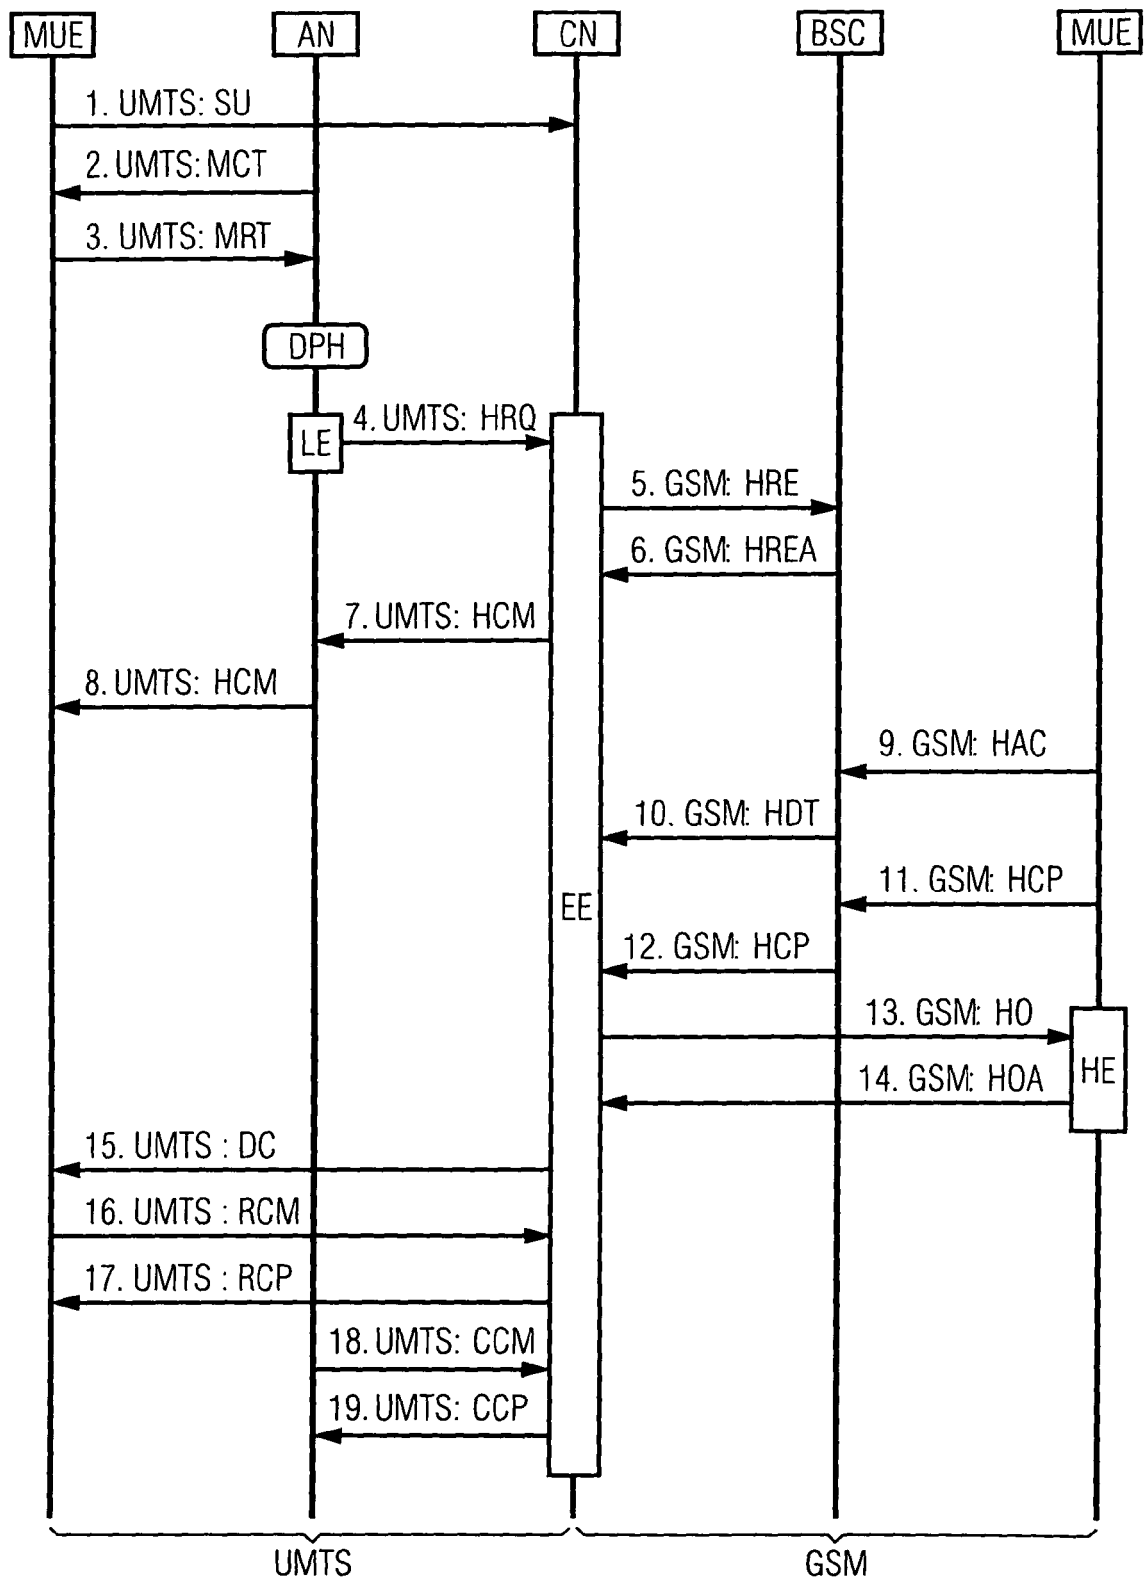 MUE AN CN BSC MUE
1. UMTS: SU
2. UMTS: MCT
3. UMTS: MRT
DPH
LE
4. UMTS: HRQ
5. GSM: HRE
6. GSM: HREA
7. UMTS: HCM
8. UMTS: HCM
9. GSM: HAC
10. GSM: HDT
11. GSM: HCP
EE
12. GSM: HCP
13. GSM: HO
HE
14. GSM: HOA
15. UMTS : DC
16. UMTS : RCM
17. UMTS : RCP
18. UMTS: CCM
19. UMTS: CCP
UMTS GSM